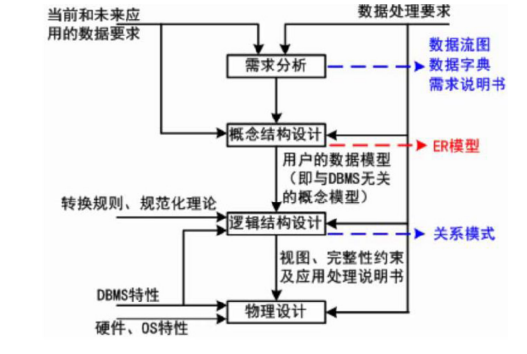 当前和未来应
用的数据要求
数据处理要求
需求分析
数据流图
数据字典
需求说明书
概念结构设计
ER模型
用户的数据模型
（即与DBMS无关
的概念模型）
转换规则、规范化理论
逻辑结构设计
关系模式
视图、完整性约束
及应用处理说明书
DBMS特性
物理设计
硬件、OS特性